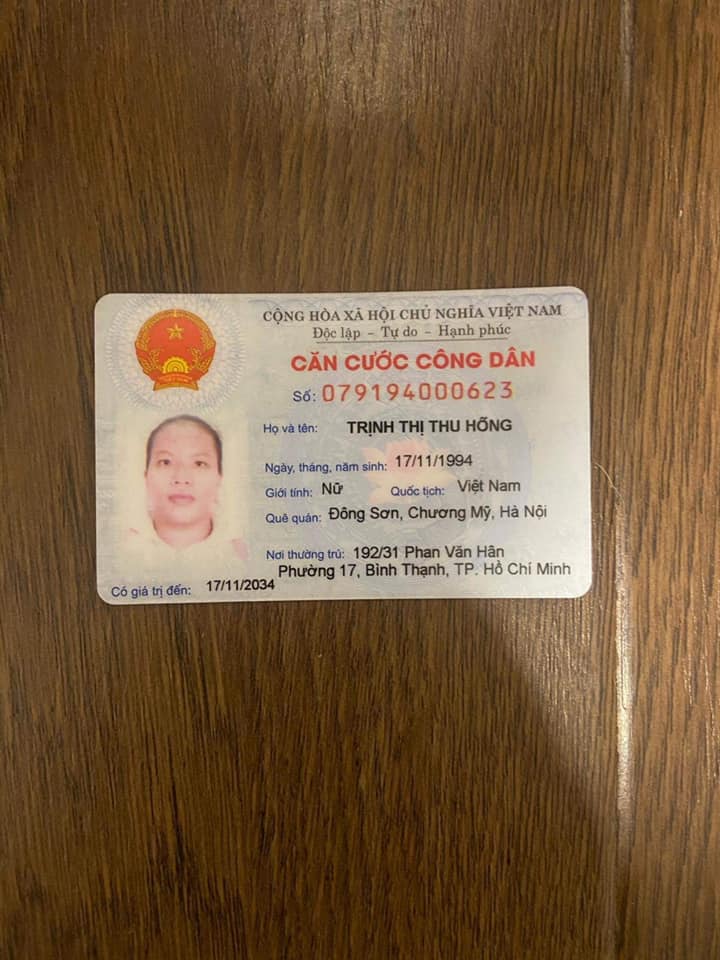 CỘNG HÒA XÃ HỘI CHỦ NGHĨA VIỆT NAM
Độc lập - Tự do - Hạnh phúc
CĂN CƯỚC CÔNG DÂN
Số: 079194000623
Họ và tên: TRỊNH THỊ THU HỒNG
Ngày, tháng, năm sinh: 17/11/1994
Giới tính: Nữ Quốc tịch: Việt Nam
Quê quán: Đông Sơn, Chương Mỹ, Hà Nội
Nơi thường trú: 192/31 Phan Văn Hân
Phường 17, Bình Thạnh, TP. Hồ Chí Minh
Có giá trị đến: 17/11/2034